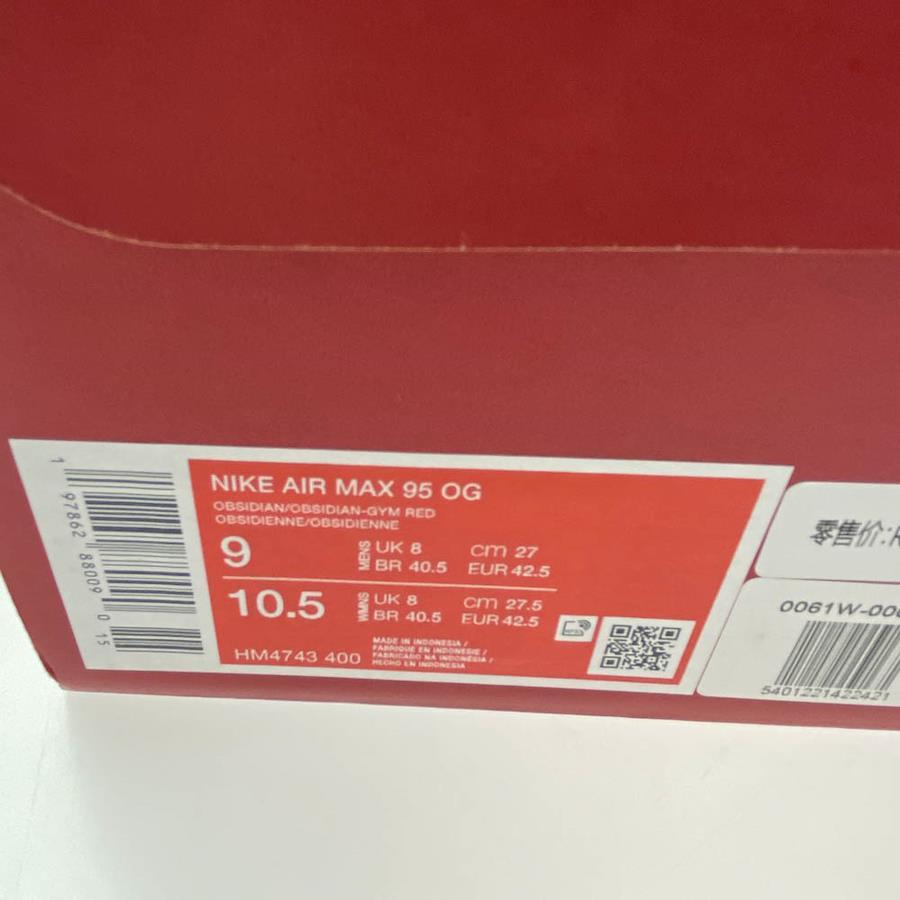 NIKE AIR MAX 95 OG
OBSIDIAN/OBSIDIAN-GYM RED
OBSIDIENNE/OBSIDIENNE
9
MENS
UK 8 cm 27
BR 40.5 EUR 42.5
10.5
WMNS
UK 8 cm 27.5
BR 40.5 EUR 42.5
HM4743 400
MADE IN INDONESIA /
FABRIQUE EN INDONESIE /
FABRICADO NA INDONÉSIA /
HECHO EN INDONESIA
1 97862 88009 0 15
零售价:
0061W-00
5401221422421